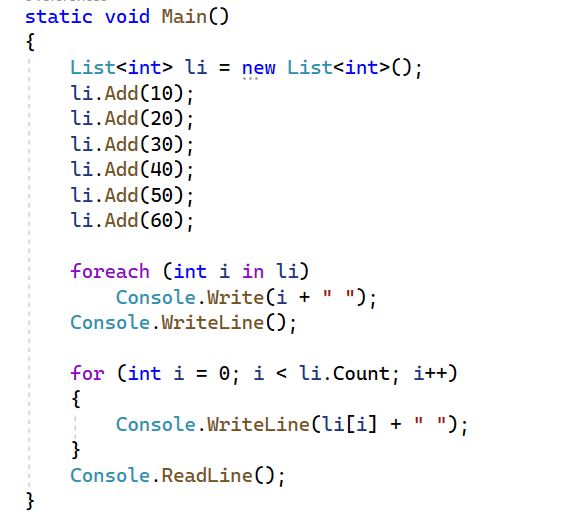 static void Main()
{
    List<int> li = new List<int>();
    li.Add(10);
    li.Add(20);
    li.Add(30);
    li.Add(40);
    li.Add(50);
    li.Add(60);

    foreach (int i in li)
        Console.Write(i + " ");
    Console.WriteLine();

    for (int i = 0; i < li.Count; i++)
    {
        Console.WriteLine(li[i] + " ");
    }
    Console.ReadLine();
}